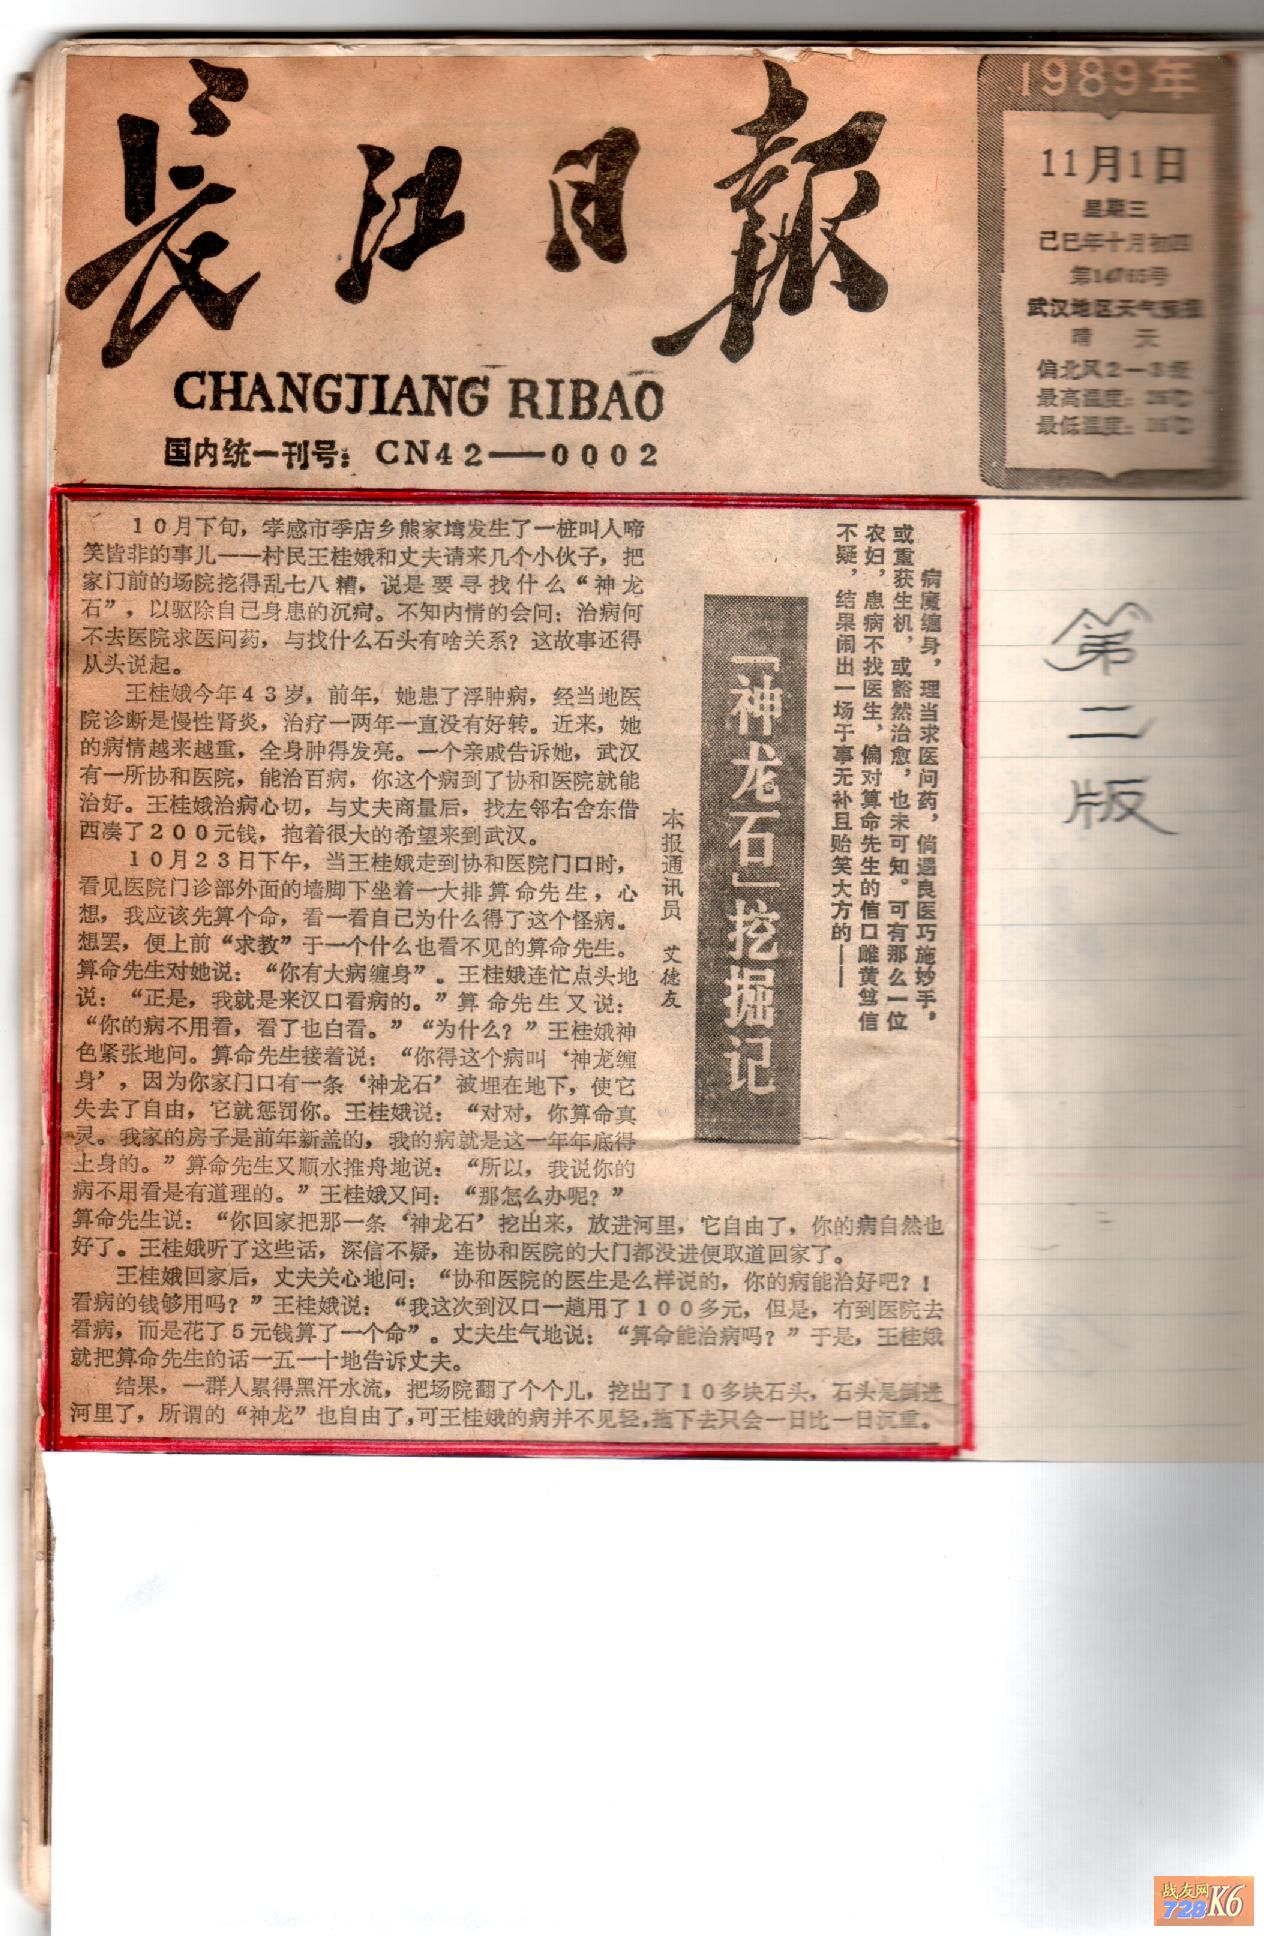 長江日報
CHANGJIANG RIBAO
国内统一刊号：CN42——0002
1989年
11月1日
星期三
己巳年十月初四
第14765号
武汉地区天气预报
晴 天
偏北风2—3级
最高温度：26℃
最低温度：16℃
第二版
病魔缠身，理当求医问药，倘遇良医巧施妙手，
或重获生机，或豁然治愈，也未可知。可有那么一位
农妇，患病不找医生，偏对算命先生的信口雌黄笃信
不疑，结果闹出一场于事无补且贻笑大方的——
「神龙石」挖掘记
本报通讯员 艾德友
10月下旬，孝感市季店乡熊家塆发生了一桩叫人啼
笑皆非的事儿——村民王桂娥和丈夫请来几个小伙子，把
家门前的场院挖得乱七八糟，说是要寻找什么“神龙
石”，以驱除自己身患的沉疴。不知内情的会问：治病何
不去医院求医问药，与找什么石头有啥关系？这故事还得
从头说起。
王桂娥今年43岁，前年，她患了浮肿病，经当地医
院诊断是慢性肾炎，治疗一两年一直没有好转。近来，她
的病情越来越重，全身肿得发亮。一个亲戚告诉她，武汉
有一所协和医院，能治百病，你这个病到了协和医院就能
治好。王桂娥治病心切，与丈夫商量后，找左邻右舍东借
西凑了200元钱，抱着很大的希望来到武汉。
10月23日下午，当王桂娥走到协和医院门口时，
看见医院门诊部外面的墙脚下坐着一大排算命先生，心
想，我应该先算个命，看一看自己为什么得了这个怪病。
想罢，便上前“求教”于一个什么也看不见的算命先生。
算命先生对她说：“你有大病缠身”。王桂娥连忙点头地
说：“正是，我就是来汉口看病的。”算命先生又说：
“你的病不用看，看了也白看。”“为什么？”王桂娥神
色紧张地问。算命先生接着说：“你得这个病叫‘神龙缠
身’，因为你家门口有一条‘神龙石’被埋在地下，使它
失去了自由，它就惩罚你。王桂娥说：“对对，你算命真
灵。我家的房子是前年新盖的，我的病就是这一年年底得
上身的。”算命先生又顺水推舟地说：“所以，我说你的
病不用看是有道理的。”王桂娥又问：“那怎么办呢？”
算命先生说：“你回家把那一条‘神龙石’挖出来，放进河里，它自由了，你的病自然也
好了。王桂娥听了这些话，深信不疑，连协和医院的大门都没进便取道回家了。
王桂娥回家后，丈夫关心地问：“协和医院的医生是么样说的，你的病能治好吧？！
看病的钱够用吗？”王桂娥说：“我这次到汉口一趟用了100多元，但是，冇到医院去
看病，而是花了5元钱算了一个命”。丈夫生气地说：“算命能治病吗？”于是，王桂娥
就把算命先生的话一五一十地告诉丈夫。
结果，一群人累得黑汗水流，把场院翻了个个儿，挖出了10多块石头，石头是倒进
河里了，所谓的“神龙”也自由了，可王桂娥的病并不见轻，拖下去只会一日比一日沉重。
战友网
728K6